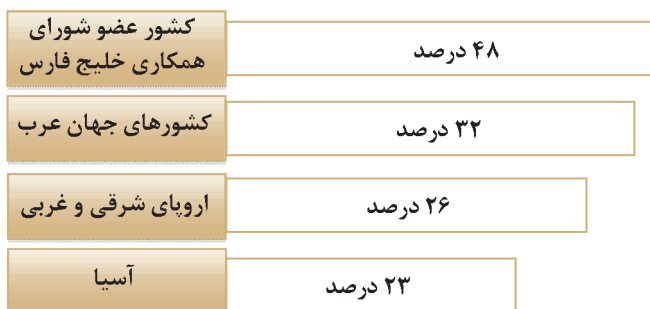 کشور عضو شورای
همکاری خلیج فارس
۴۸ درصد
کشورهای جهان عرب
۳۲ درصد
اروپای شرقی و غربی
۲۶ درصد
آسیا
۲۳ درصد